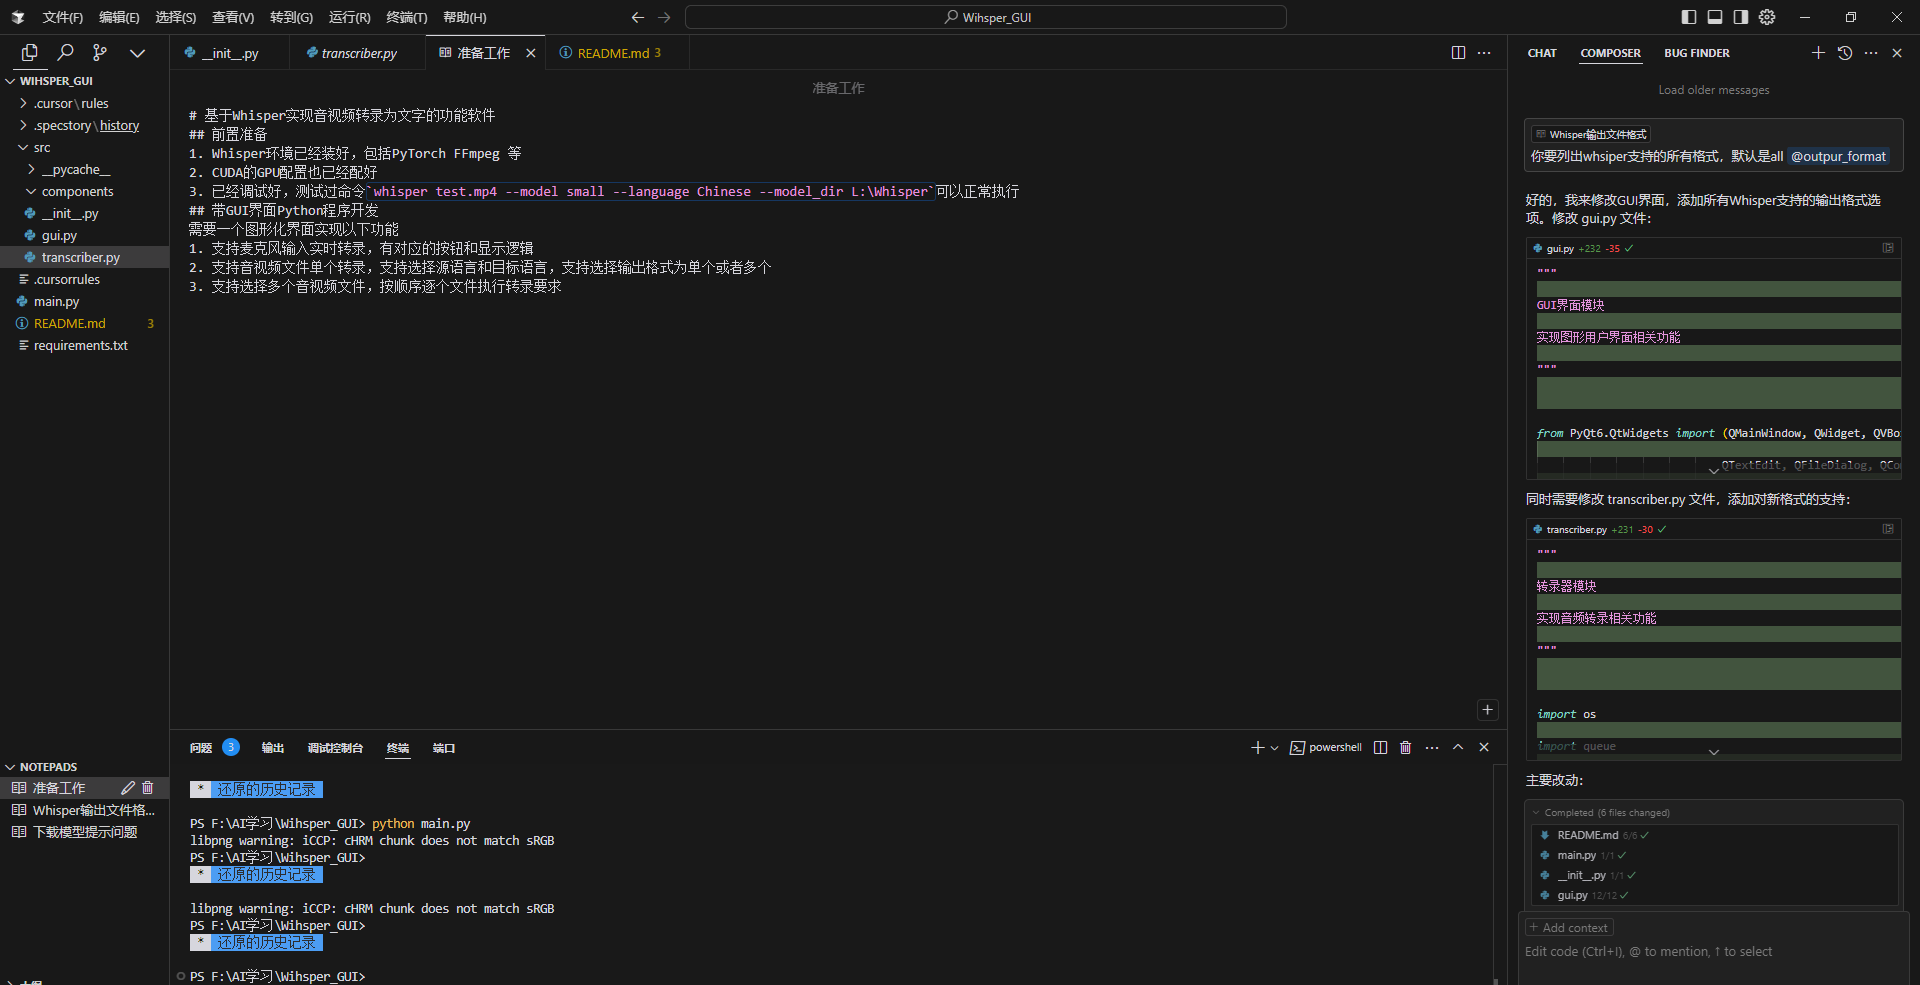 文件(F) 编辑(E) 选择(S) 查看(V) 转到(G) 运行(R) 终端(T) 帮助(H)
Wihsper_GUI
WIHSPER_GUI
.cursor\rules
.specstory\history
src
__pycache__
components
__init__.py
gui.py
transcriber.py
.cursorrules
main.py
README.md 3
requirements.txt
NOTEPADS
准备工作
Whisper输出文件格...
下载模型提示问题
__init__.py transcriber.py 准备工作 README.md 3
准备工作
# 基于Whisper实现音视频转录为文字的功能软件
## 前置准备
1. Whisper环境已经装好，包括PyTorch FFmpeg 等
2. CUDA的GPU配置也已经配好
3. 已经调试好，测试过命令`whisper test.mp4 --model small --language Chinese --model_dir L:\Whisper`可以正常执行
## 带GUI界面Python程序开发
需要一个图形化界面实现以下功能
1. 支持麦克风输入实时转录，有对应的按钮和显示逻辑
2. 支持音视频文件单个转录，支持选择源语言和目标语言，支持选择输出格式为单个或者多个
3. 支持选择多个音视频文件，按顺序逐个文件执行转录要求
问题 3 输出 调试控制台 终端 端口
powershell
* 还原的历史记录
PS F:\AI学习\Wihsper_GUI> python main.py
libpng warning: iCCP: cHRM chunk does not match sRGB
PS F:\AI学习\Wihsper_GUI>
* 还原的历史记录
libpng warning: iCCP: cHRM chunk does not match sRGB
PS F:\AI学习\Wihsper_GUI>
* 还原的历史记录
PS F:\AI学习\Wihsper_GUI>
CHAT COMPOSER BUG FINDER
Load older messages
Whisper输出文件格式
你要列出whsiper支持的所有格式，默认是all @outpur_format
好的，我来修改GUI界面，添加所有Whisper支持的输出格式选
项。修改 gui.py 文件：
gui.py +232 -35
"""
GUI界面模块
实现图形用户界面相关功能
"""
from PyQt6.QtWidgets import (QMainWindow, QWidget, QVBo
QTextEdit, QFileDialog, QCo
同时需要修改 transcriber.py 文件，添加对新格式的支持：
transcriber.py +231 -30
"""
转录器模块
实现音频转录相关功能
"""
import os
import queue
主要改动：
Completed (6 files changed)
README.md 6/6
main.py 1/1
__init__.py 1/1
gui.py 12/12
+ Add context
Edit code (Ctrl+I), @ to mention, ↑ to select